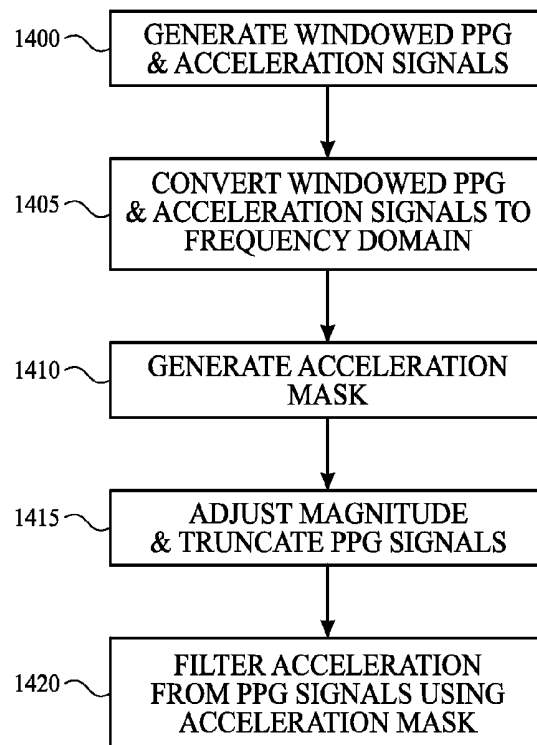 1400
GENERATE WINDOWED PPG
& ACCELERATION SIGNALS
1405
CONVERT WINDOWED PPG
& ACCELERATION SIGNALS TO
FREQUENCY DOMAIN
1410
GENERATE ACCELERATION
MASK
1415
ADJUST MAGNITUDE
& TRUNCATE PPG SIGNALS
1420
FILTER ACCELERATION
FROM PPG SIGNALS USING
ACCELERATION MASK